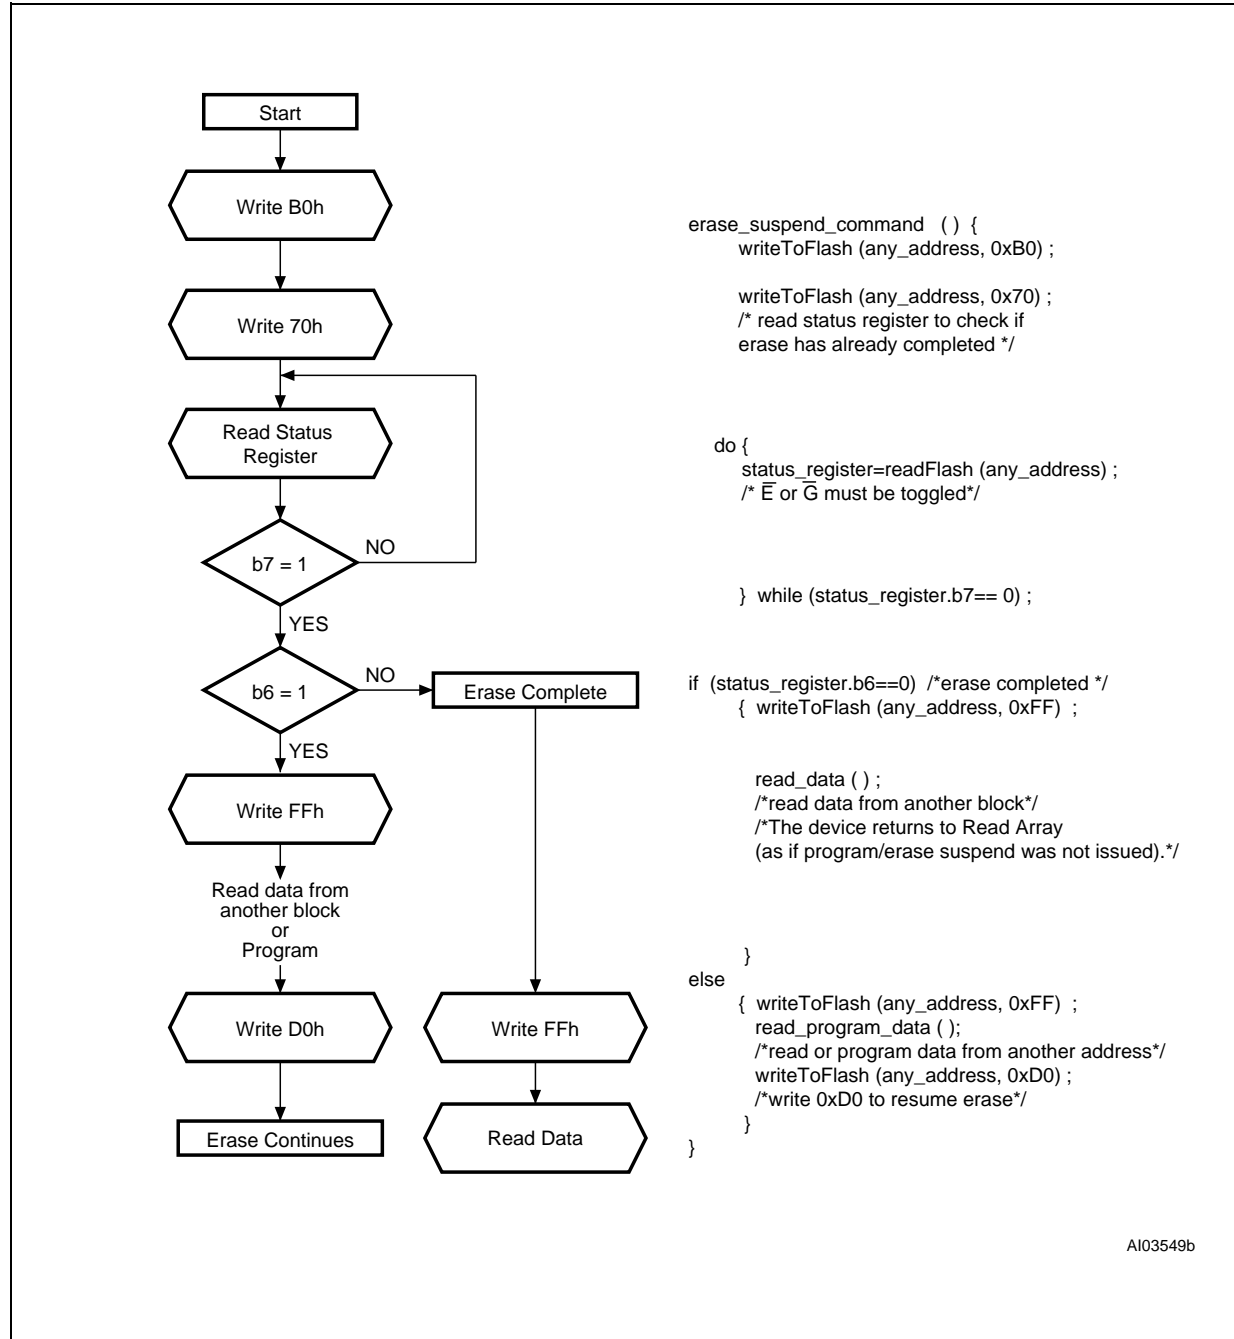 Start
Write B0h
Write 70h
Read Status
Register
b7 = 1
NO
YES
b6 = 1
NO
Erase Complete
YES
Write FFh
Read data from
another block
or
Program
Write D0h
Erase Continues
Write FFh
Read Data
erase_suspend_command ( ) {
writeToFlash (any_address, 0xB0) ;
writeToFlash (any_address, 0x70) ;
/* read status register to check if
erase has already completed */
do {
status_register=readFlash (any_address) ;
/* E̅ or G̅ must be toggled*/
} while (status_register.b7== 0) ;
if (status_register.b6==0) /*erase completed */
{ writeToFlash (any_address, 0xFF) ;
read_data ( ) ;
/*read data from another block*/
/*The device returns to Read Array
(as if program/erase suspend was not issued).*/
}
else
{ writeToFlash (any_address, 0xFF) ;
read_program_data ( );
/*read or program data from another address*/
writeToFlash (any_address, 0xD0) ;
/*write 0xD0 to resume erase*/
}
}
AI03549b